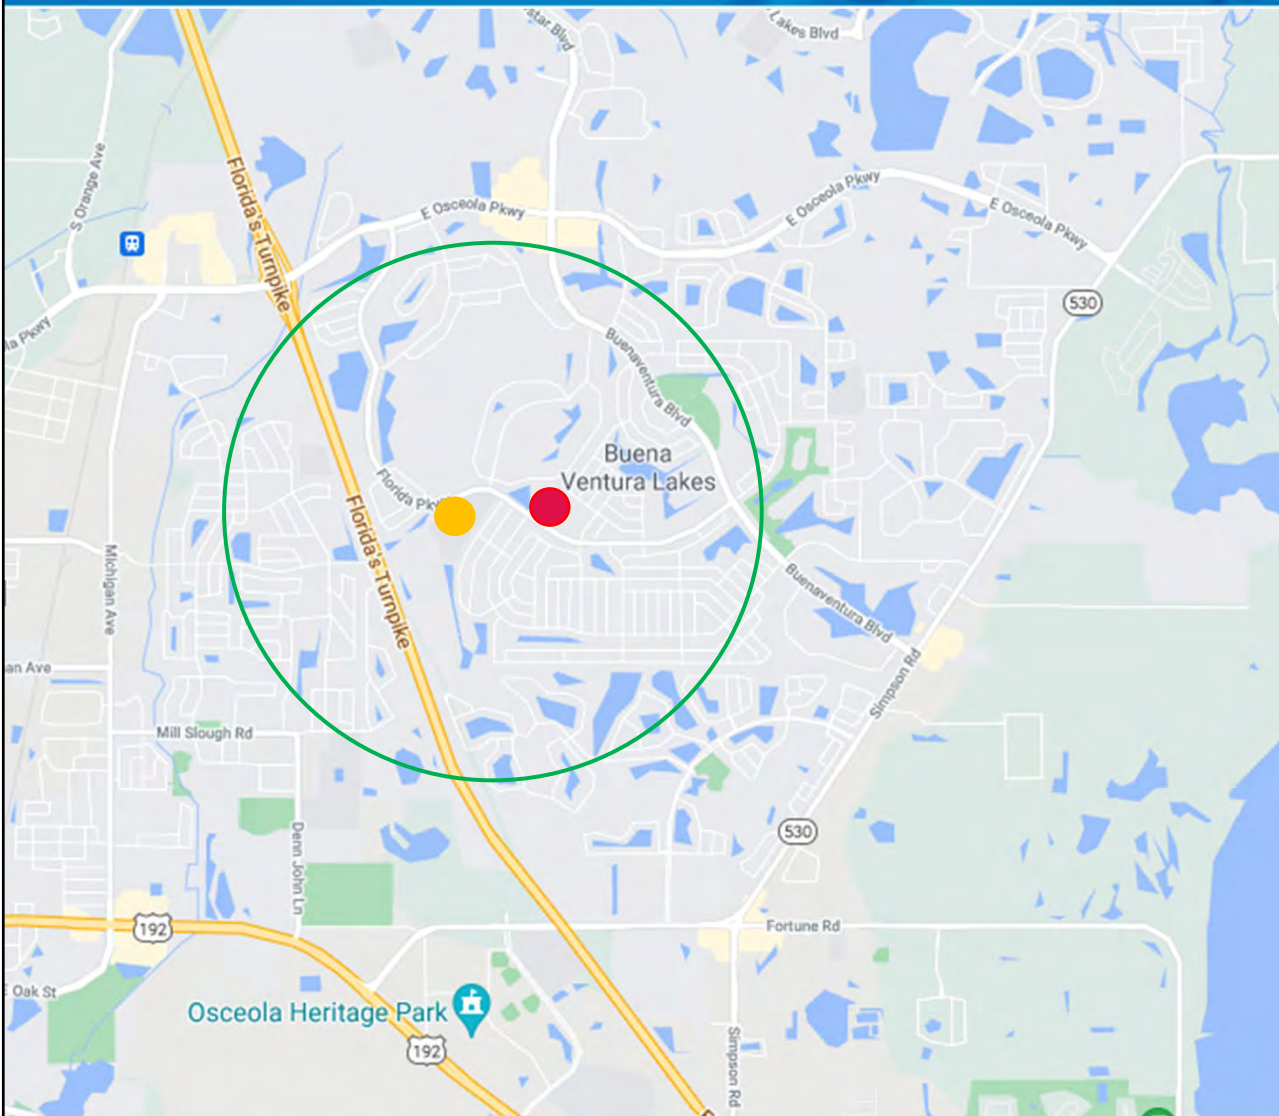 star Blvd
Lakes Blvd
S Orange Ave
Florida's Turnpike
E Osceola Pkwy
E Osceola Pkwy
E Osceola Pkwy
530
la Pkwy
Buenaventura Blvd
Buena
Ventura Lakes
Florida Pk
Florida's Turnpike
Michigan Ave
Buenaventura Blvd
an Ave
Simpson Rd
Mill Slough Rd
530
Denn John Ln
192
Fortune Rd
E Oak St
Osceola Heritage Park
192
Simpson Rd